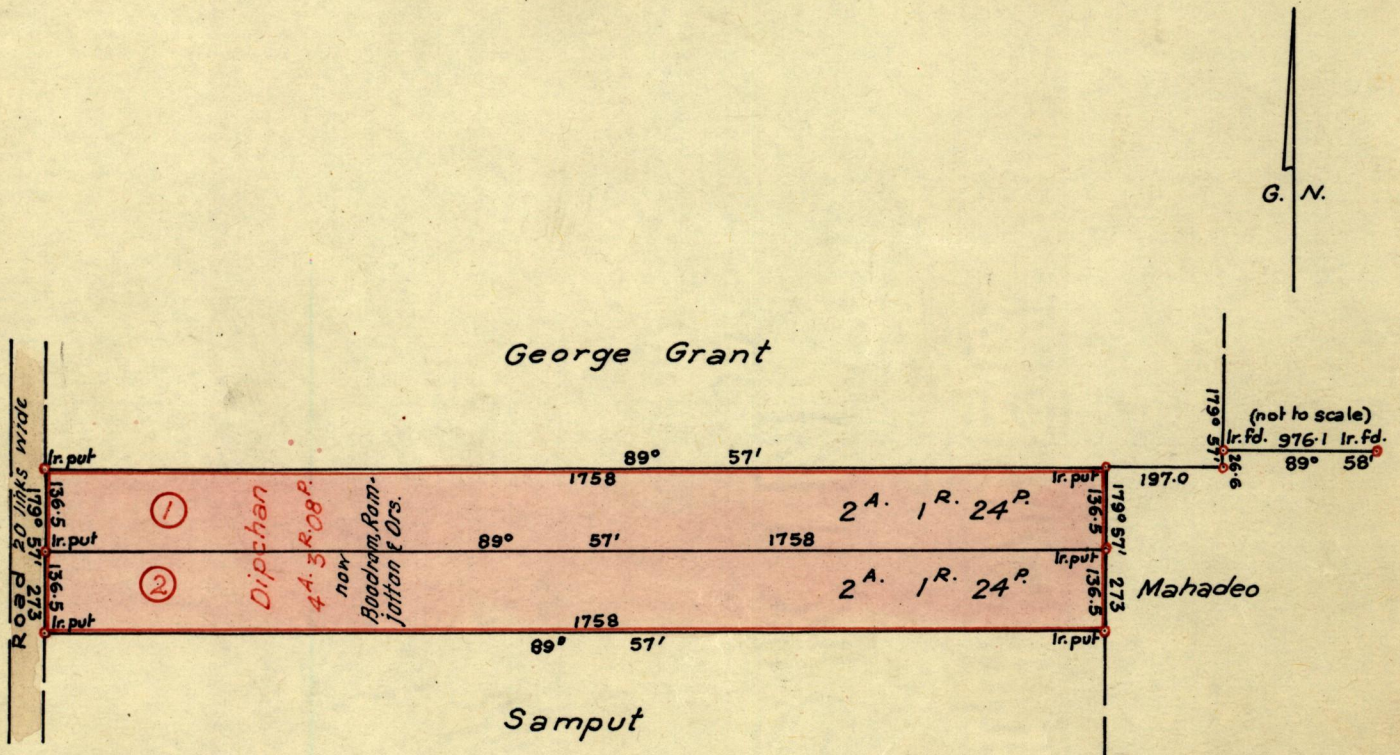 G. N.
George Grant
(not to scale)
179° 57'
Ir. fd. 976·1 Ir. fd.
89° 58'
26·6
197.0
Road 20 links wide
Ir. put
89° 57'
1758
Ir. put
179° 57' 273
136·5
①
2A. 1R. 24P.
136·5
179° 57' 273
Dipchan
4A. 3R. 08P.
now
Boodram, Ram-
jattan & Ors.
Ir. put
89° 57' 1758
Ir. put
136·5
②
2A. 1R. 24P.
136.5
Mahadeo
Ir. put
1758
Ir. put
89° 57'
Samput